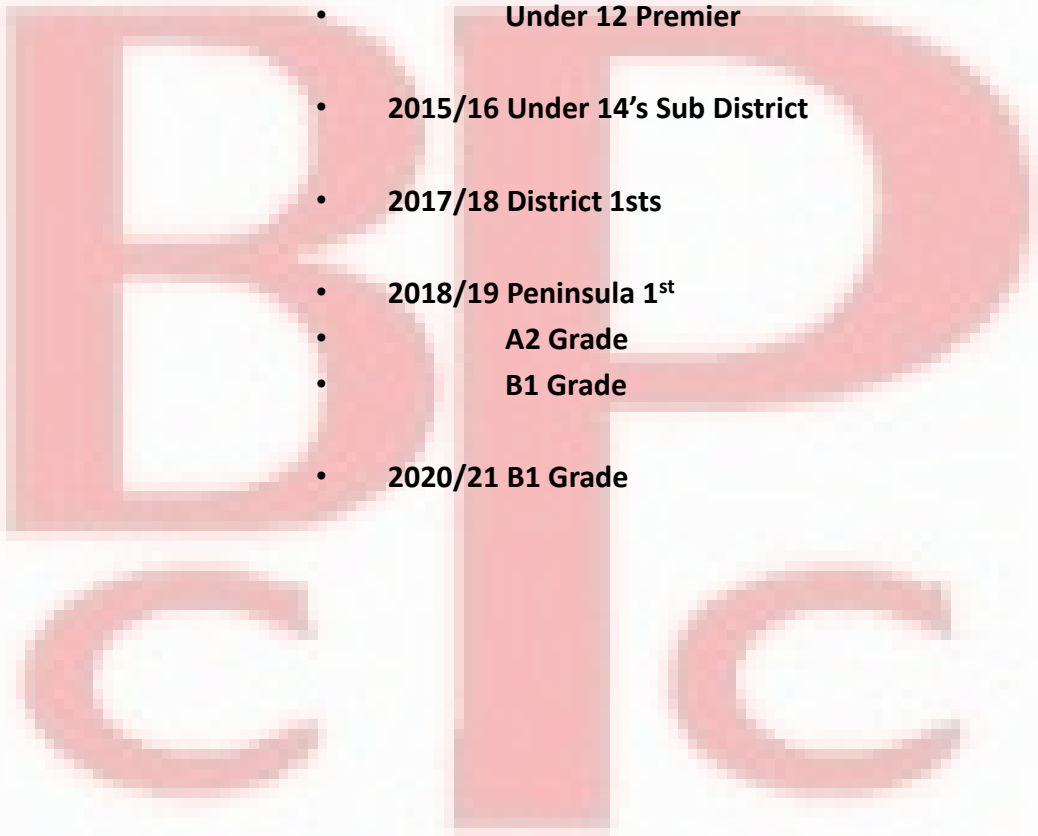 • Under 12 Premier
• 2015/16 Under 14’s Sub District
• 2017/18 District 1sts
• 2018/19 Peninsula 1st
• A2 Grade
• B1 Grade
• 2020/21 B1 Grade
BP
C C